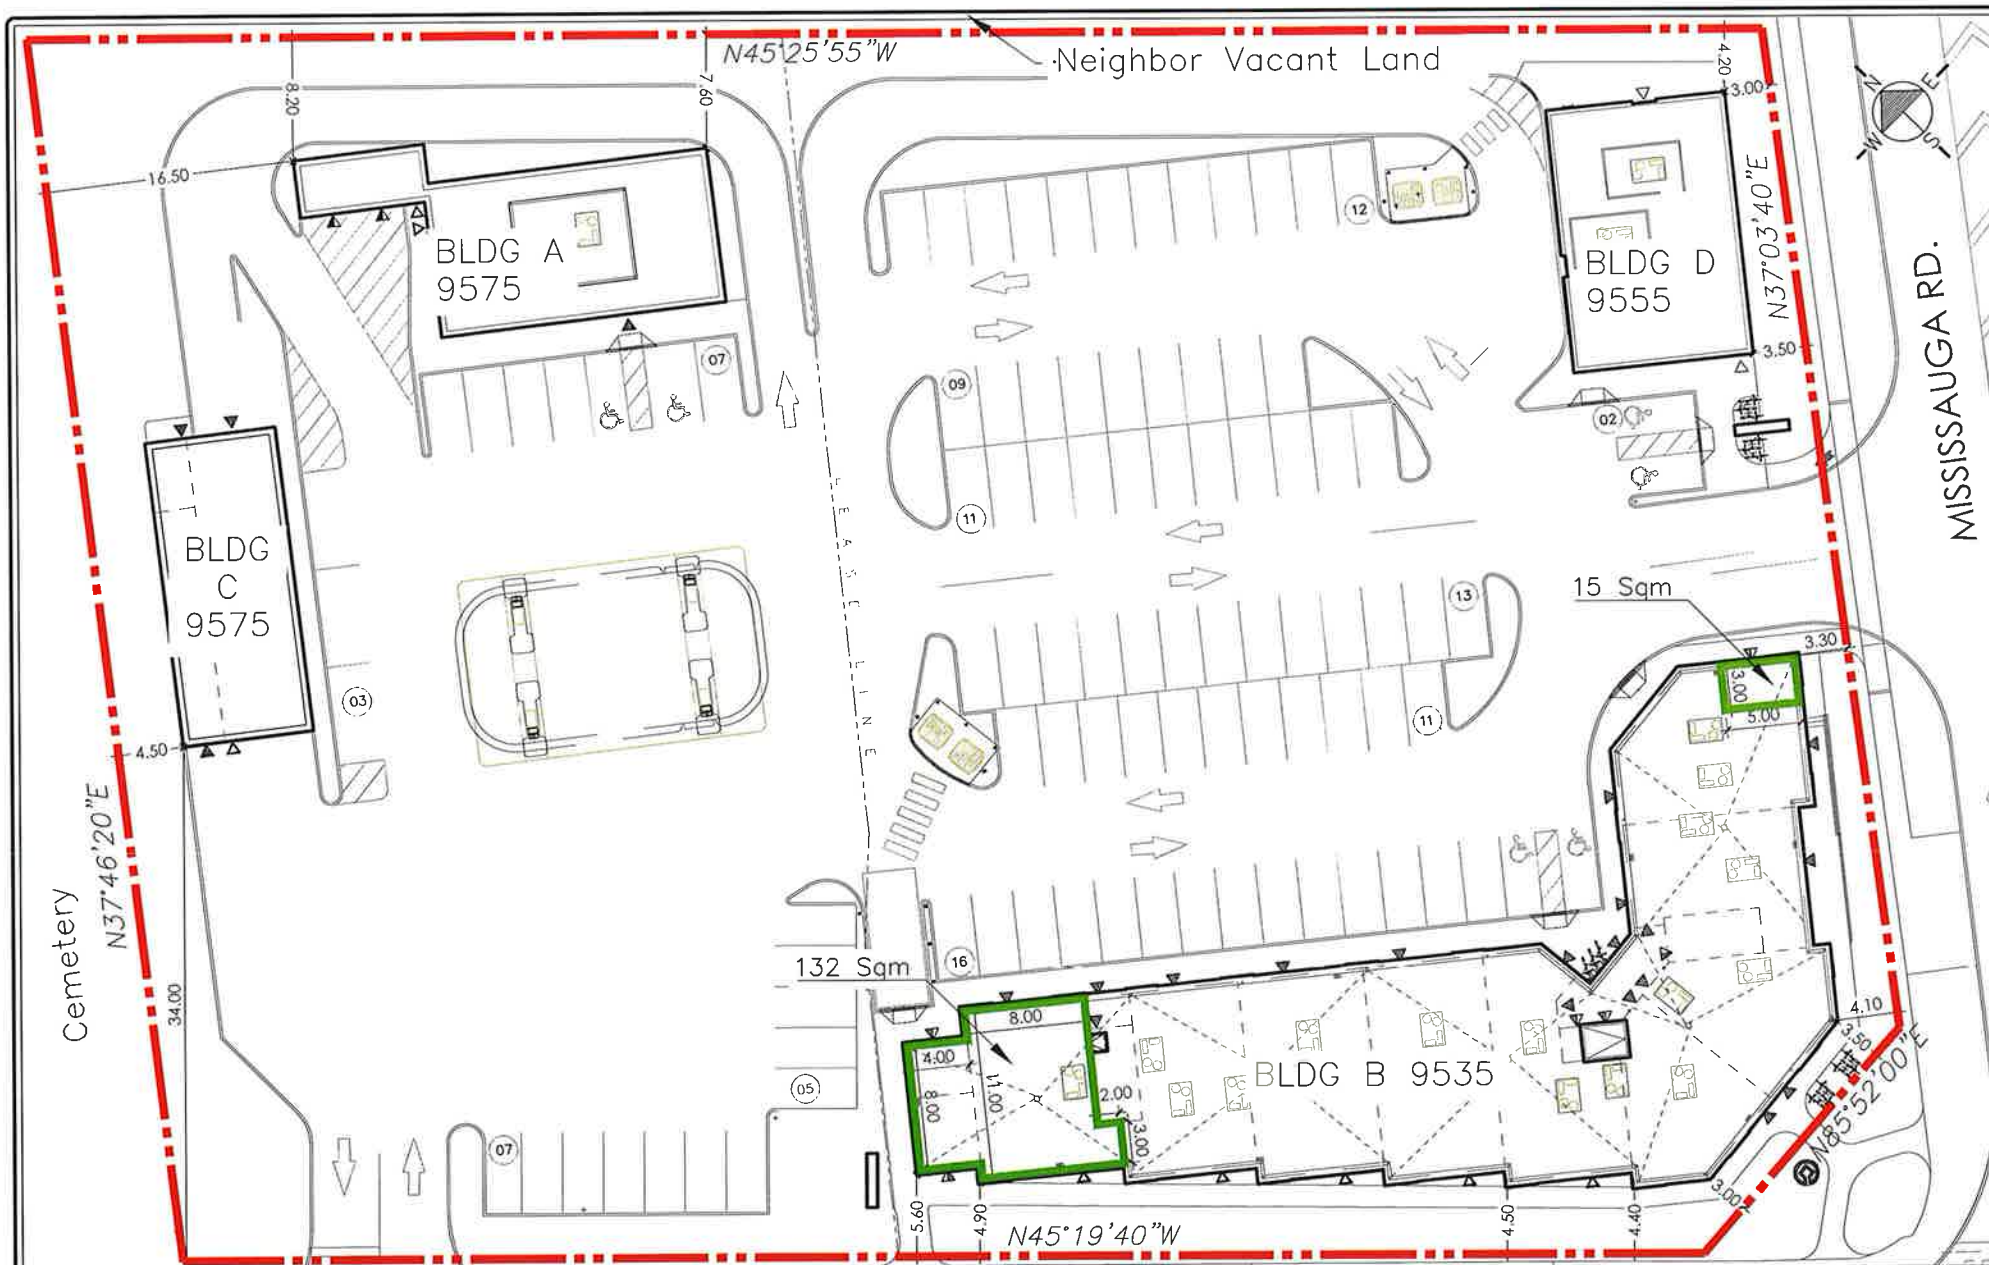 N45°25'55"W
Neighbor Vacant Land
8.20
7.60
4.20
3.00
N
E
W
S
16.50
12
BLDG A
9575
BLDG D
9555
N37°03'40"E
MISSISSAUGA RD.
3.50
07
09
02
BLDG
C
9575
11
LEASE LINE
13
15 Sqm
3.30
3.00
5.00
03
11
4.50
N37°46'20"E
Cemetery
34.00
132 Sqm
16
8.00
4.00
11.00
8.00
2.00
3.00
BLDG B 9535
4.10
3.50
N85°52'00"E
05
07
3.00
5.60
4.90
N45°19'40"W
4.50
4.40